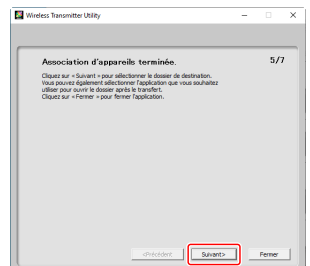 Wireless Transmitter Utility
Association d'appareils terminée. 5/7
Cliquez sur « Suivant » pour sélectionner le dossier de destination.
Vous pouvez également sélectionner l'application que vous souhaitez
utiliser pour ouvrir le dossier après le transfert.
Cliquez sur « Fermer » pour fermer l'application.
<Précédent Suivant> Fermer